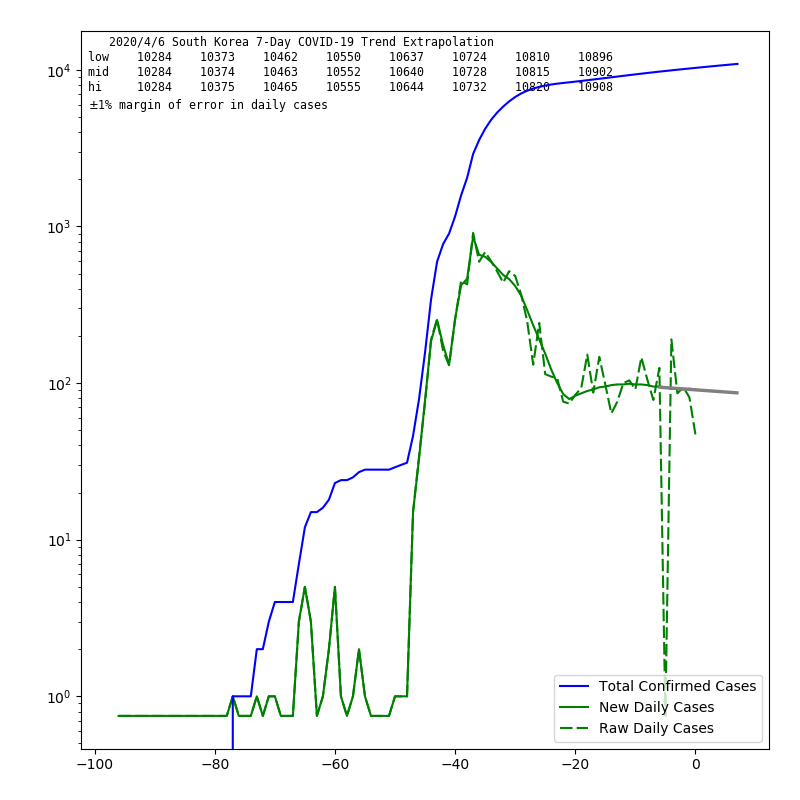 2020/4/6 South Korea 7-Day COVID-19 Trend Extrapolation
low 10284 10373 10462 10550 10637 10724 10810 10896
mid 10284 10374 10463 10552 10640 10728 10815 10902
hi 10284 10375 10465 10555 10644 10732 10820 10908
±1% margin of error in daily cases
10⁴
10³
10²
10¹
10⁰
Total Confirmed Cases
New Daily Cases
Raw Daily Cases
−100 −80 −60 −40 −20 0